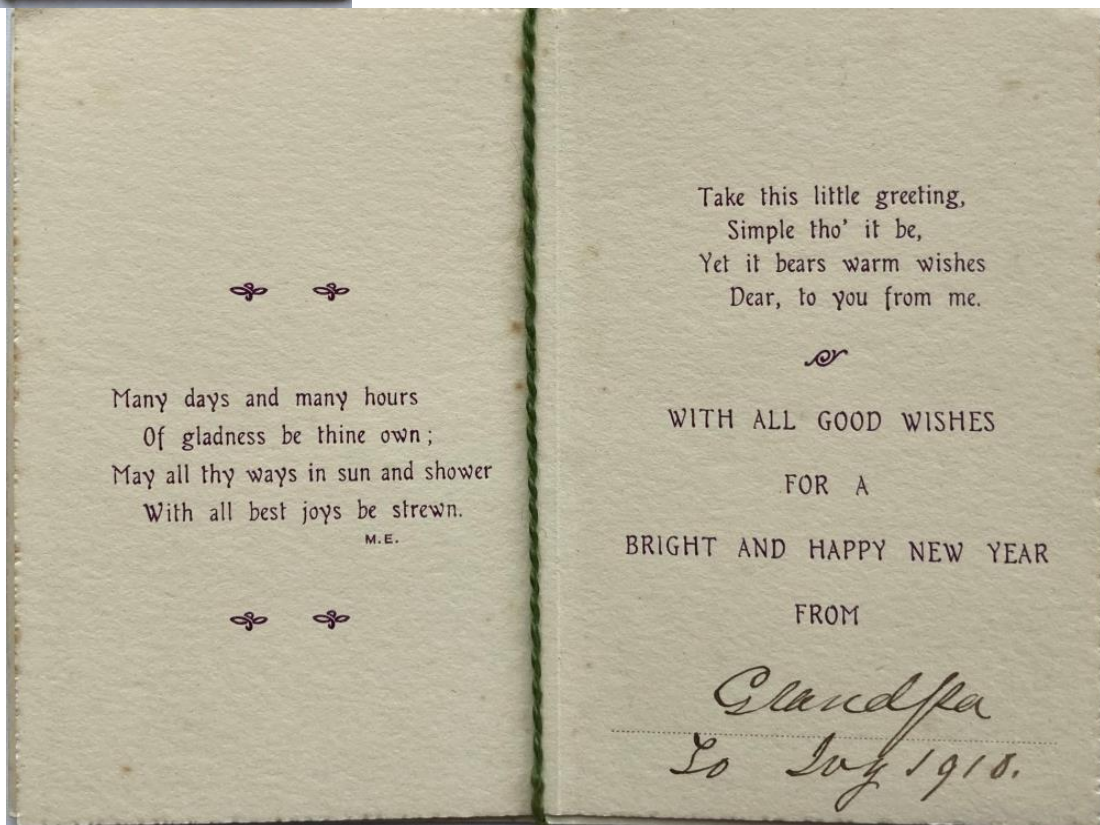 Many days and many hours
Of gladness be thine own;
May all thy ways in sun and shower
With all best joys be strewn.
M.E.
Take this little greeting,
Simple tho' it be,
Yet it bears warm wishes
Dear, to you from me.
WITH ALL GOOD WISHES
FOR A
BRIGHT AND HAPPY NEW YEAR
FROM
Grandpa
To Ivy 1910.